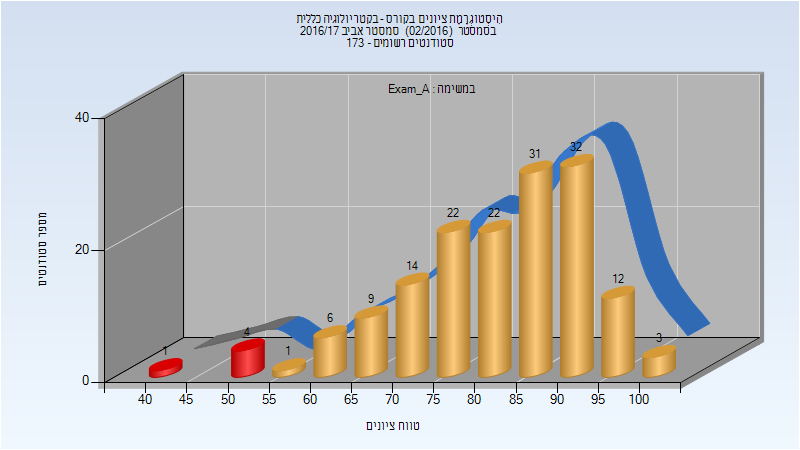 היסטוגרמת ציונים בקורס - בקטריולוגיה כללית
בסמסטר (02/2016) סמסטר אביב 2016/17
סטודנטים רשומים - 173
במשימה : Exam_A
מספר סטודנטים
40
20
0
1
4
1
6
9
14
22
22
31
32
12
3
40 45 50 55 60 65 70 75 80 85 90 95 100
טווח ציונים